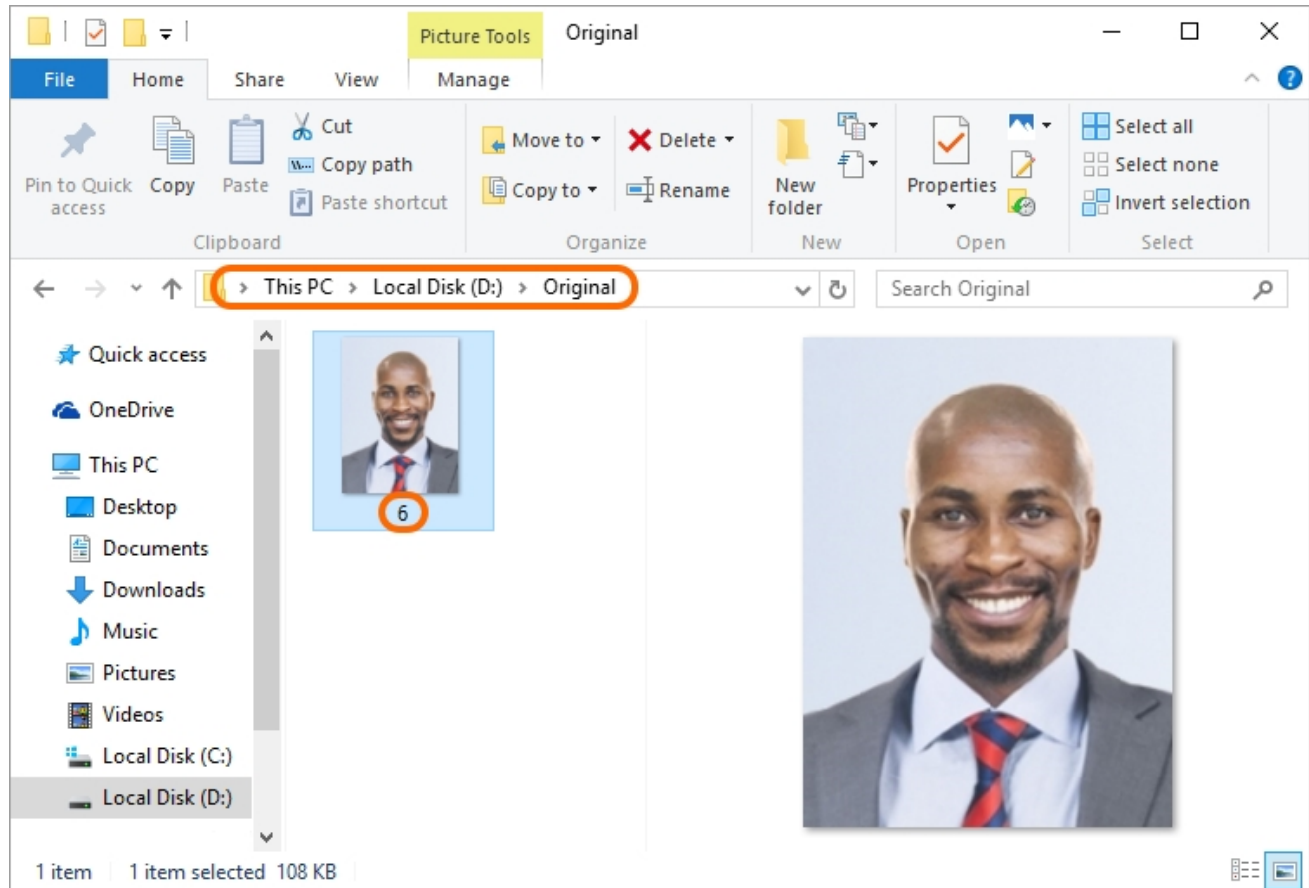 Picture Tools Original
File Home Share View Manage
Pin to Quick access
Copy
Paste
Cut
Copy path
Paste shortcut
Clipboard
Move to
Copy to
Delete
Rename
Organize
New folder
New
Properties
Open
Select all
Select none
Invert selection
Select
This PC > Local Disk (D:) > Original
Search Original
Quick access
OneDrive
This PC
Desktop
Documents
Downloads
Music
Pictures
Videos
Local Disk (C:)
Local Disk (D:)
6
1 item 1 item selected 108 KB